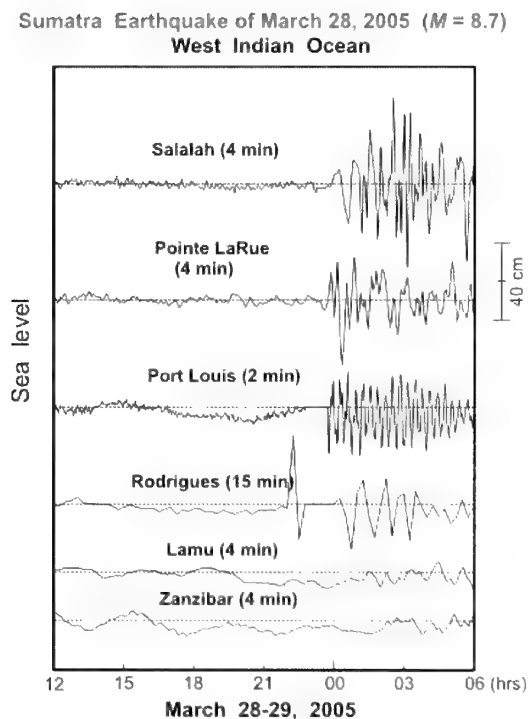 Sumatra Earthquake of March 28, 2005 (M = 8.7)
West Indian Ocean
Salalah (4 min)
Pointe LaRue
(4 min)
40 cm
Sea level
Port Louis (2 min)
Rodrigues (15 min)
Lamu (4 min)
Zanzibar (4 min)
12 15 18 21 00 03 06 (hrs)
March 28-29, 2005